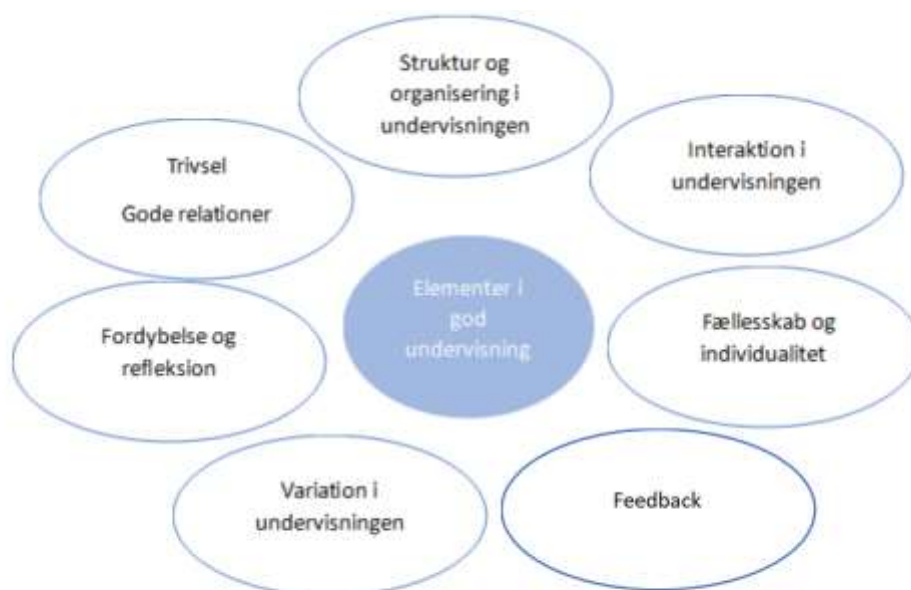 Struktur og
organisering i
undervisningen
Interaktion i
undervisningen
Trivsel
Gode relationer
Elementer i
god
undervisning
Fællesskab og
individualitet
Fordybelse og
refleksion
Variation i
undervisningen
Feedback